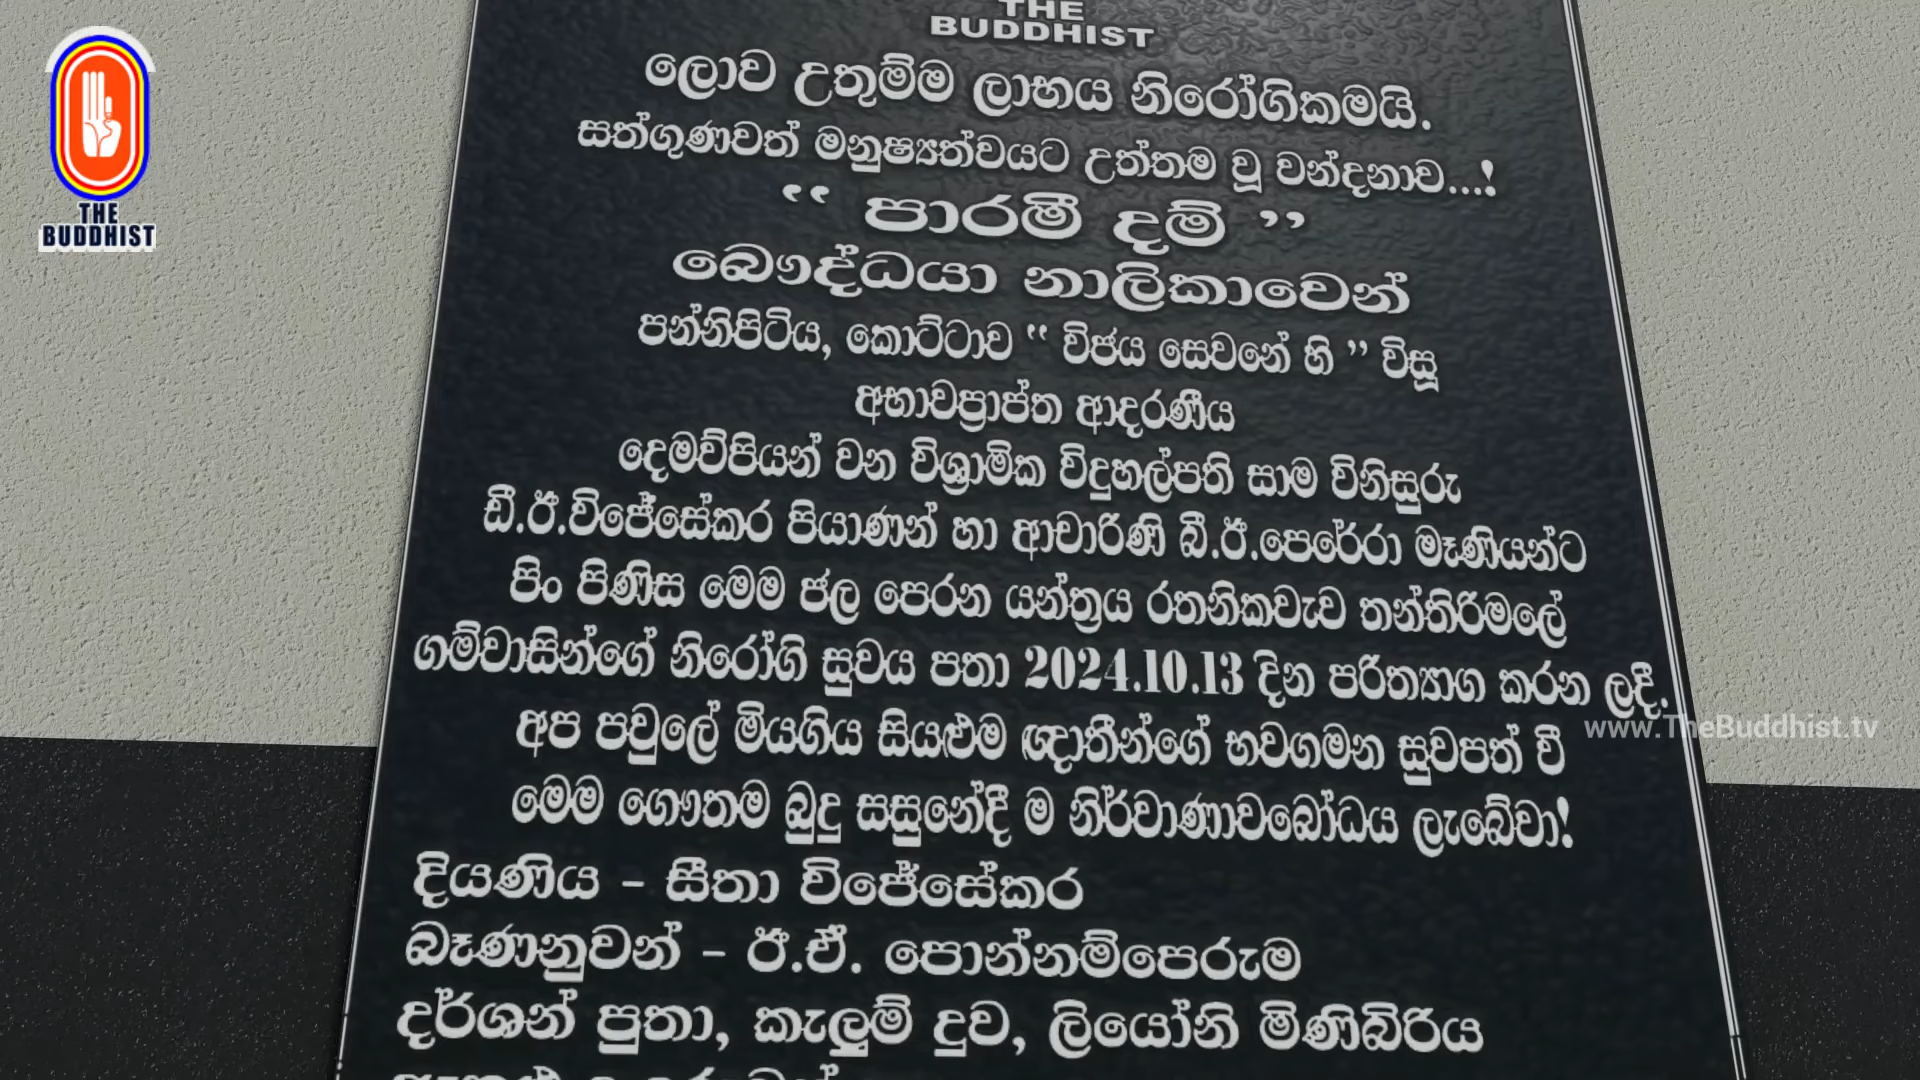 THE
BUDDHIST
THE
BUDDHIST
ලොව උතුම්ම ලාභය නිරෝගිකමයි.
සත්ගුණවත් මනුෂ්‍යත්වයට උත්තම වූ වන්දනාව...!
“ පාරමී දම් ”
බෞද්ධයා නාලිකාවෙන්
පන්නිපිටිය, කොට්ටාව “ විජය සෙවනේ හි ” විසූ
අභාවප්‍රාප්ත ආදරණීය
දෙමව්පියන් වන විශ්‍රාමික විදුහල්පති සාම විනිසුරු
ඩී.ඊ.විජේසේකර පියාණන් හා ආචාරිණි බී.ඊ.පෙරේරා මෑණියන්ට
පිං පිණිස මෙම ජල පෙරන යන්ත්‍රය රතනිකවැව තන්තිරිමලේ
ගම්වාසින්ගේ නිරෝගි සුවය පතා 2024.10.13 දින පරිත්‍යාග කරන ලදී.
www.TheBuddhist.tv
අප පවුලේ මියගිය සියළුම ඥාතීන්ගේ භවගමන සුවපත් වී
මෙම ගෞතම බුදු සසුනේදී ම නිර්වාණාවබෝධය ලැබේවා!
දියණිය - සීතා විජේසේකර
බෑණනුවන් - ඊ.ඒ. පොන්නම්පෙරුම
දර්ශන් පුතා, කැලුම් දුව, ලියෝනි මිණිබිරිය